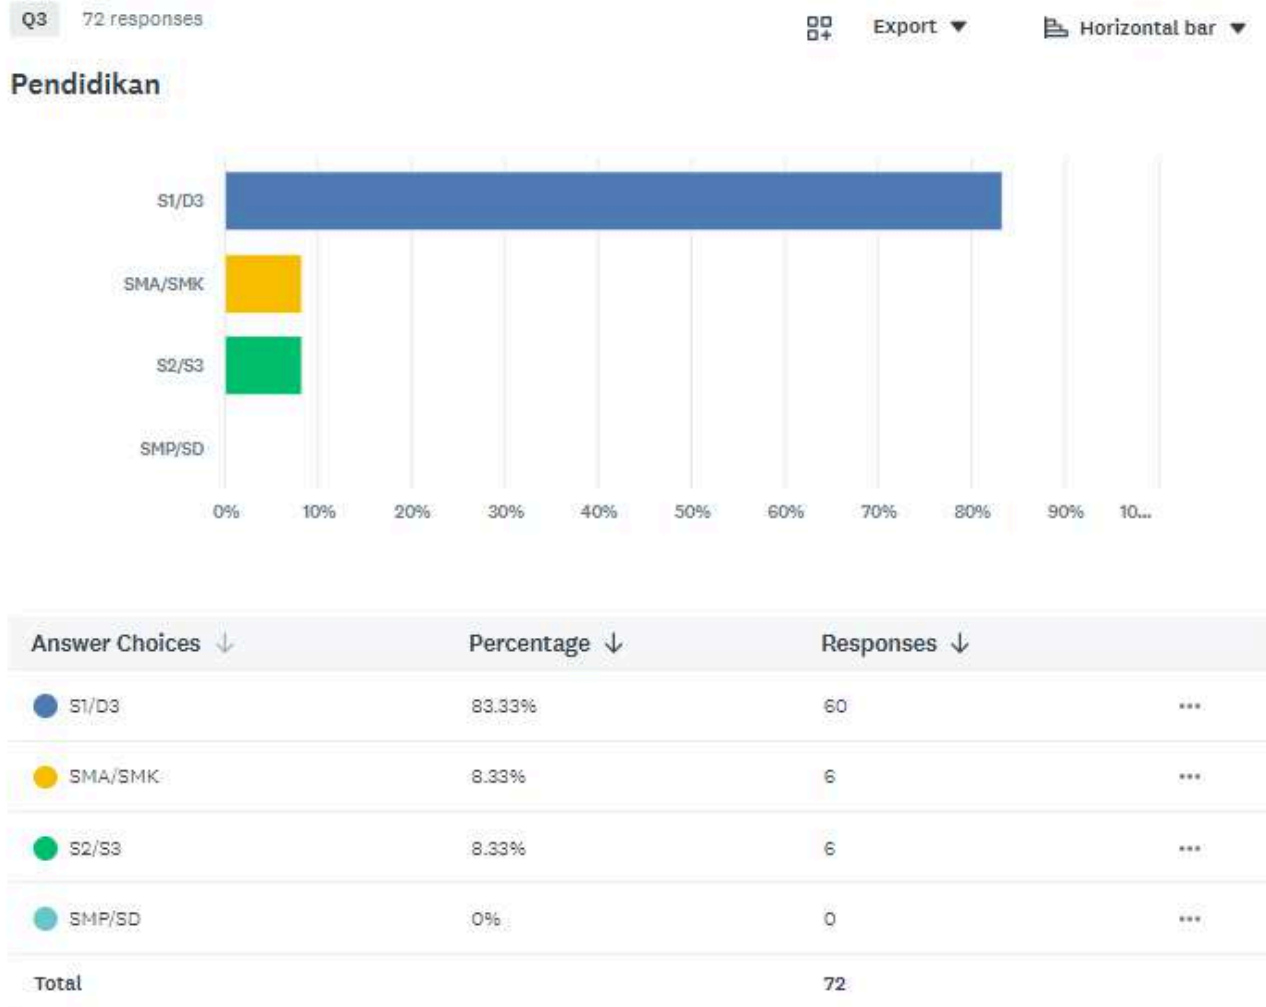 Q3 72 responses Export Horizontal bar
Pendidikan
S1/D3
SMA/SMK
S2/S3
SMP/SD
0% 10% 20% 30% 40% 50% 60% 70% 80% 90% 10...
Answer Choices Percentage Responses
S1/D3 83.33% 60 •••
SMA/SMK 8.33% 6 •••
S2/S3 8.33% 6 •••
SMP/SD 0% 0 •••
Total 72